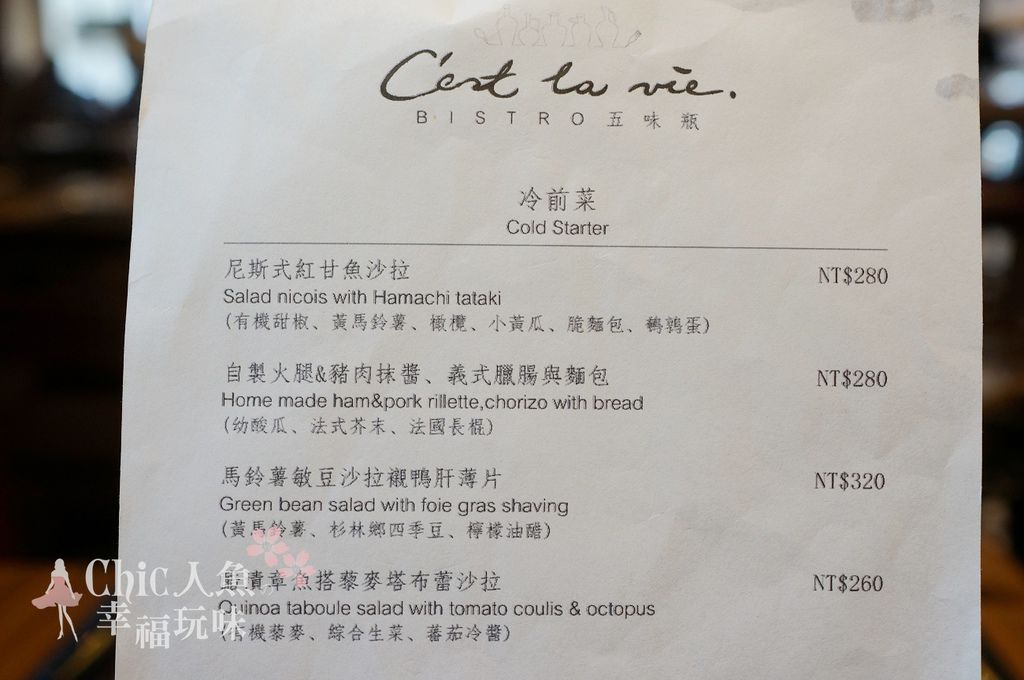 C'est la vie.
BISTRO 五味瓶
冷前菜
Cold Starter
尼斯式紅甘魚沙拉 NT$280
Salad nicois with Hamachi tataki
(有機甜椒、黃馬鈴薯、橄欖、小黃瓜、脆麵包、鵪鶉蛋)
自製火腿&豬肉抹醬、義式臘腸與麵包 NT$280
Home made ham&pork rillette,chorizo with bread
(幼酸瓜、法式芥末、法國長棍)
馬鈴薯敏豆沙拉襯鴨肝薄片 NT$320
Green bean salad with foie gras shaving
(黃馬鈴薯、杉林鄉四季豆、檸檬油醋)
漬章魚搭藜麥塔布蕾沙拉 NT$260
Quinoa taboule salad with tomato coulis & octopus
(有機藜麥、綜合生菜、蕃茄冷醬)
Chic人魚
幸福玩味